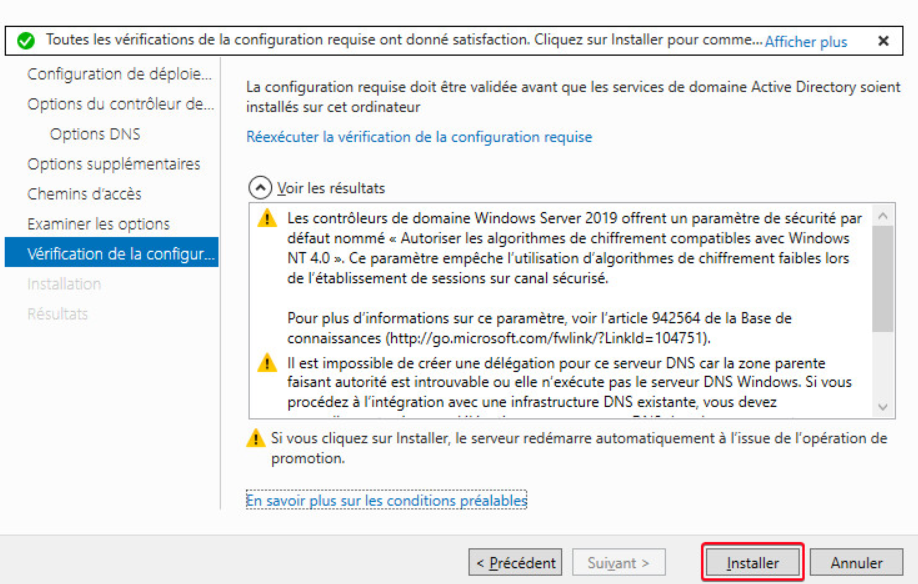 Toutes les vérifications de la configuration requise ont donné satisfaction. Cliquez sur Installer pour comme... Afficher plus
Configuration de déploie...
Options du contrôleur de...
Options DNS
Options supplémentaires
Chemins d'accès
Examiner les options
Vérification de la configur...
Installation
Résultats
La configuration requise doit être validée avant que les services de domaine Active Directory soient
installés sur cet ordinateur
Réexécuter la vérification de la configuration requise
Voir les résultats
Les contrôleurs de domaine Windows Server 2019 offrent un paramètre de sécurité par
défaut nommé « Autoriser les algorithmes de chiffrement compatibles avec Windows
NT 4.0 ». Ce paramètre empêche l'utilisation d'algorithmes de chiffrement faibles lors
de l'établissement de sessions sur canal sécurisé.
Pour plus d'informations sur ce paramètre, voir l'article 942564 de la Base de
connaissances (http://go.microsoft.com/fwlink/?LinkId=104751).
Il est impossible de créer une délégation pour ce serveur DNS car la zone parente
faisant autorité est introuvable ou elle n'exécute pas le serveur DNS Windows. Si vous
procédez à l'intégration avec une infrastructure DNS existante, vous devez
Si vous cliquez sur Installer, le serveur redémarre automatiquement à l'issue de l'opération de
promotion.
En savoir plus sur les conditions préalables
< Précédent
Suivant >
Installer
Annuler